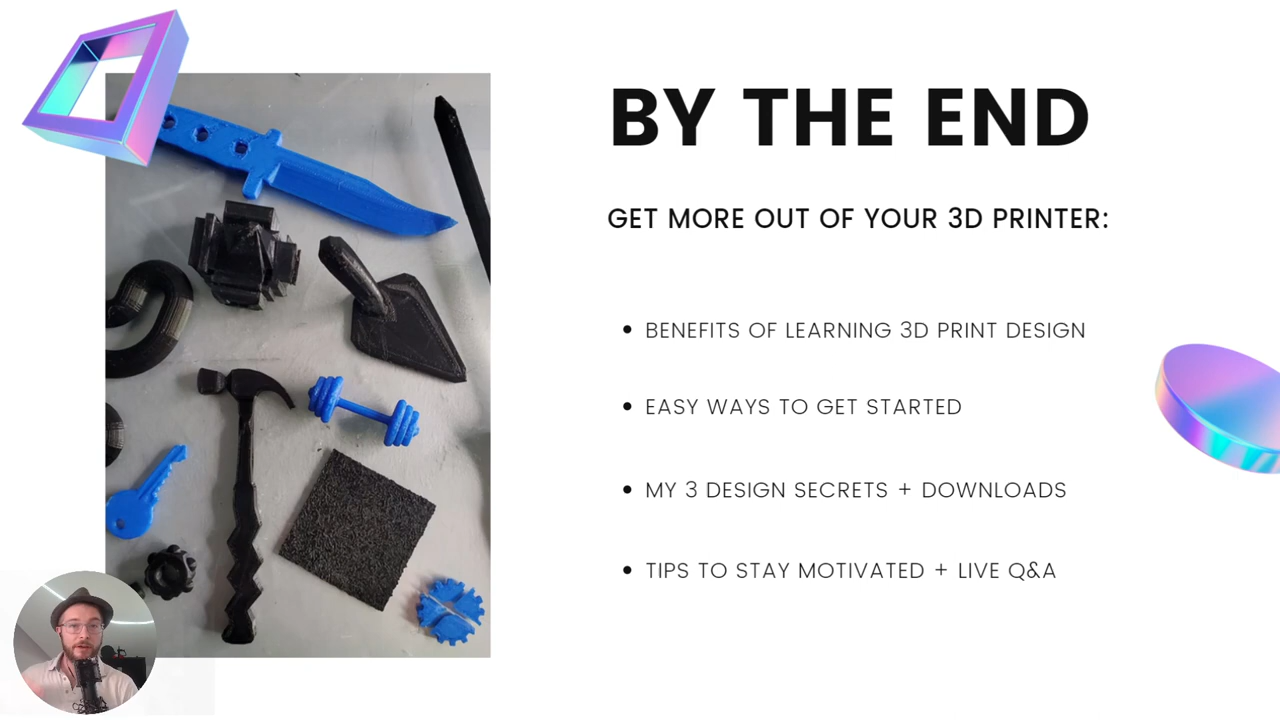 BY THE END
GET MORE OUT OF YOUR 3D PRINTER:
BENEFITS OF LEARNING 3D PRINT DESIGN
EASY WAYS TO GET STARTED
MY 3 DESIGN SECRETS + DOWNLOADS
TIPS TO STAY MOTIVATED + LIVE Q&A